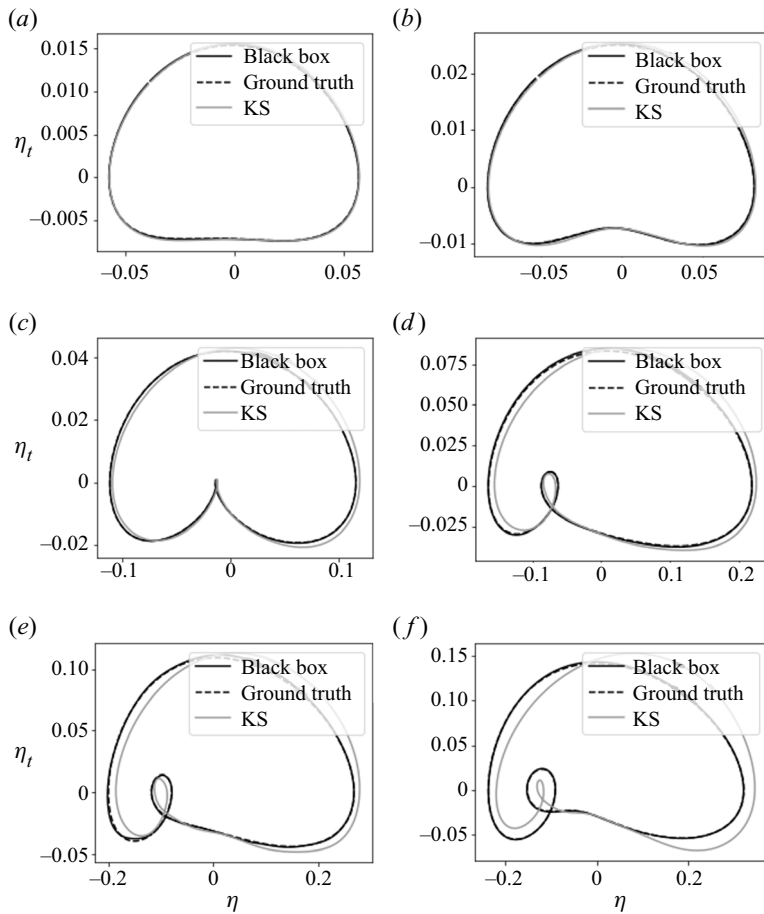 (a)
0.015
0.010
0.005
0
−0.005
η_t
−0.05
0
0.05
Black box
Ground truth
KS
(b)
0.02
0.01
0
−0.01
−0.05
0
0.05
Black box
Ground truth
KS
(c)
0.04
0.02
0
−0.02
η_t
−0.1
0
0.1
Black box
Ground truth
KS
(d)
0.075
0.050
0.025
0
−0.025
−0.1
0
0.1
0.2
Black box
Ground truth
KS
(e)
0.10
0.05
0
−0.05
η_t
−0.2
0
0.2
η
Black box
Ground truth
KS
(f)
0.15
0.10
0.05
0
−0.05
−0.2
0
0.2
η
Black box
Ground truth
KS